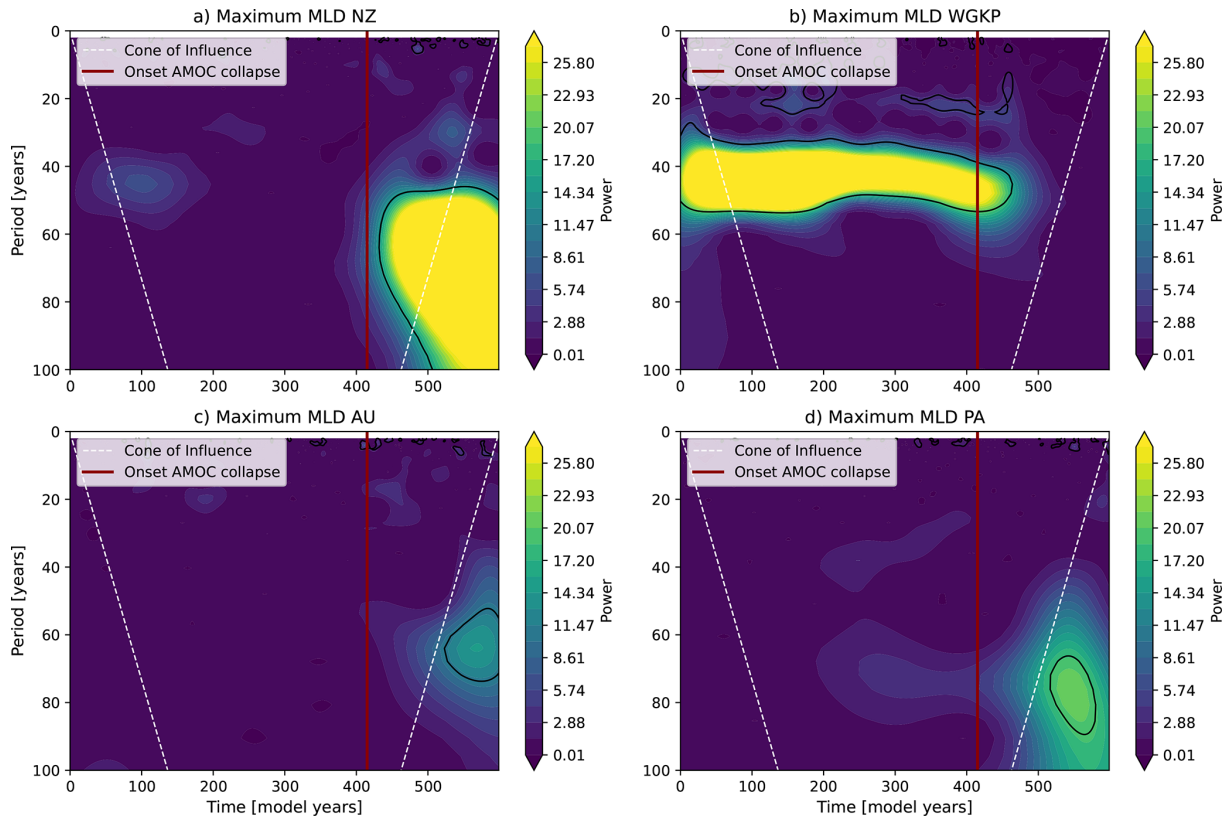 a) Maximum MLD NZ
Cone of Influence
Onset AMOC collapse
0
20
40
60
80
100
Period [years]
0 100 200 300 400 500
25.80
22.93
20.07
17.20
14.34
11.47
8.61
5.74
2.88
0.01
Power
b) Maximum MLD WGKP
Cone of Influence
Onset AMOC collapse
0
20
40
60
80
100
0 100 200 300 400 500
25.80
22.93
20.07
17.20
14.34
11.47
8.61
5.74
2.88
0.01
Power
c) Maximum MLD AU
Cone of Influence
Onset AMOC collapse
0
20
40
60
80
100
Period [years]
0 100 200 300 400 500
Time [model years]
25.80
22.93
20.07
17.20
14.34
11.47
8.61
5.74
2.88
0.01
Power
d) Maximum MLD PA
Cone of Influence
Onset AMOC collapse
0
20
40
60
80
100
0 100 200 300 400 500
Time [model years]
25.80
22.93
20.07
17.20
14.34
11.47
8.61
5.74
2.88
0.01
Power